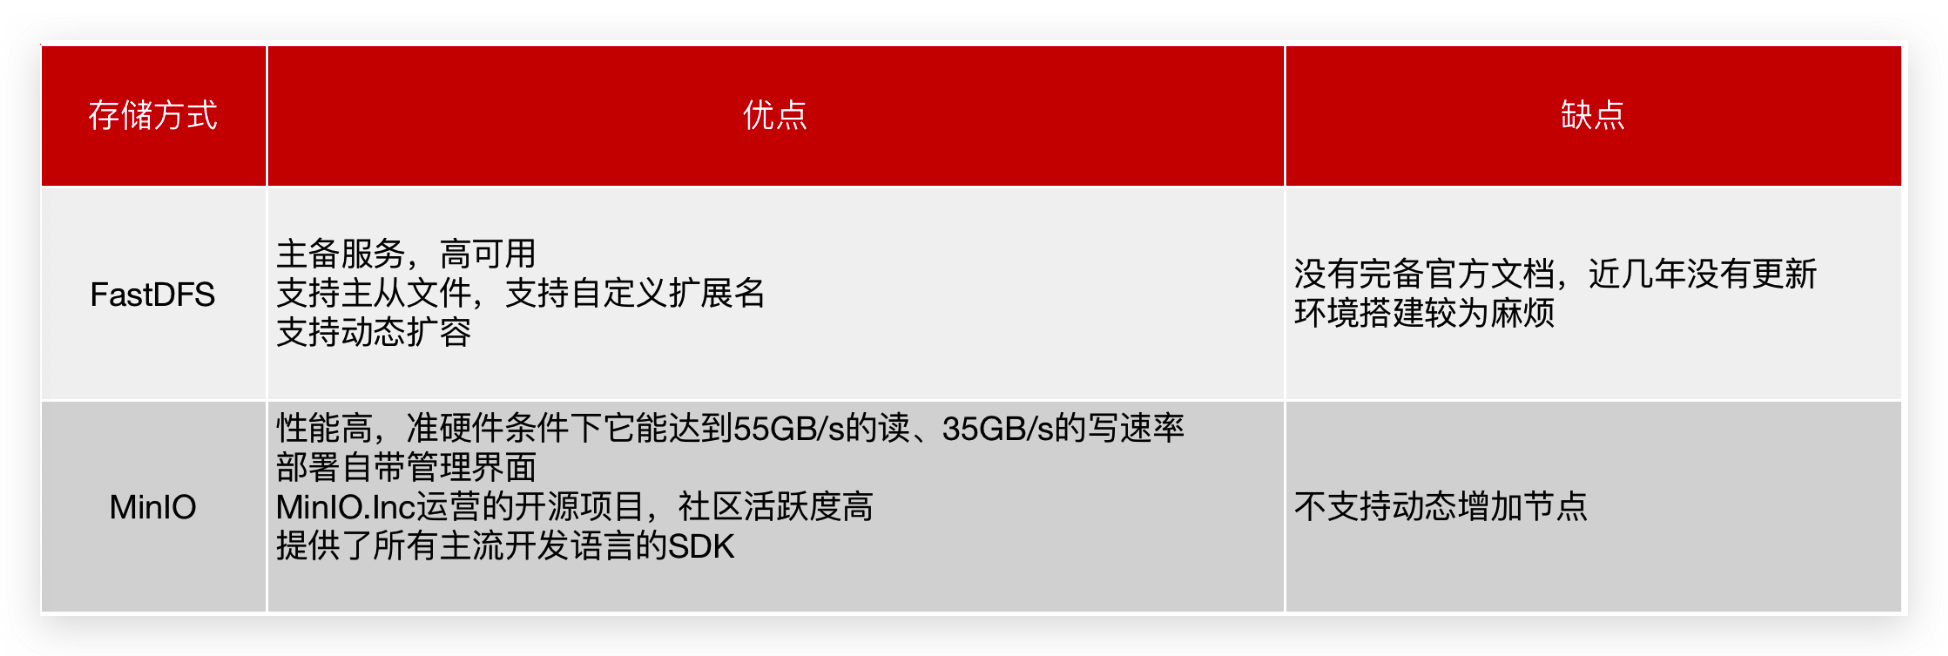 存储方式
优点
缺点
FastDFS
主备服务，高可用
支持主从文件，支持自定义扩展名
支持动态扩容
没有完备官方文档，近几年没有更新
环境搭建较为麻烦
MinIO
性能高，准硬件条件下它能达到55GB/s的读、35GB/s的写速率
部署自带管理界面
MinIO.Inc运营的开源项目，社区活跃度高
提供了所有主流开发语言的SDK
不支持动态增加节点